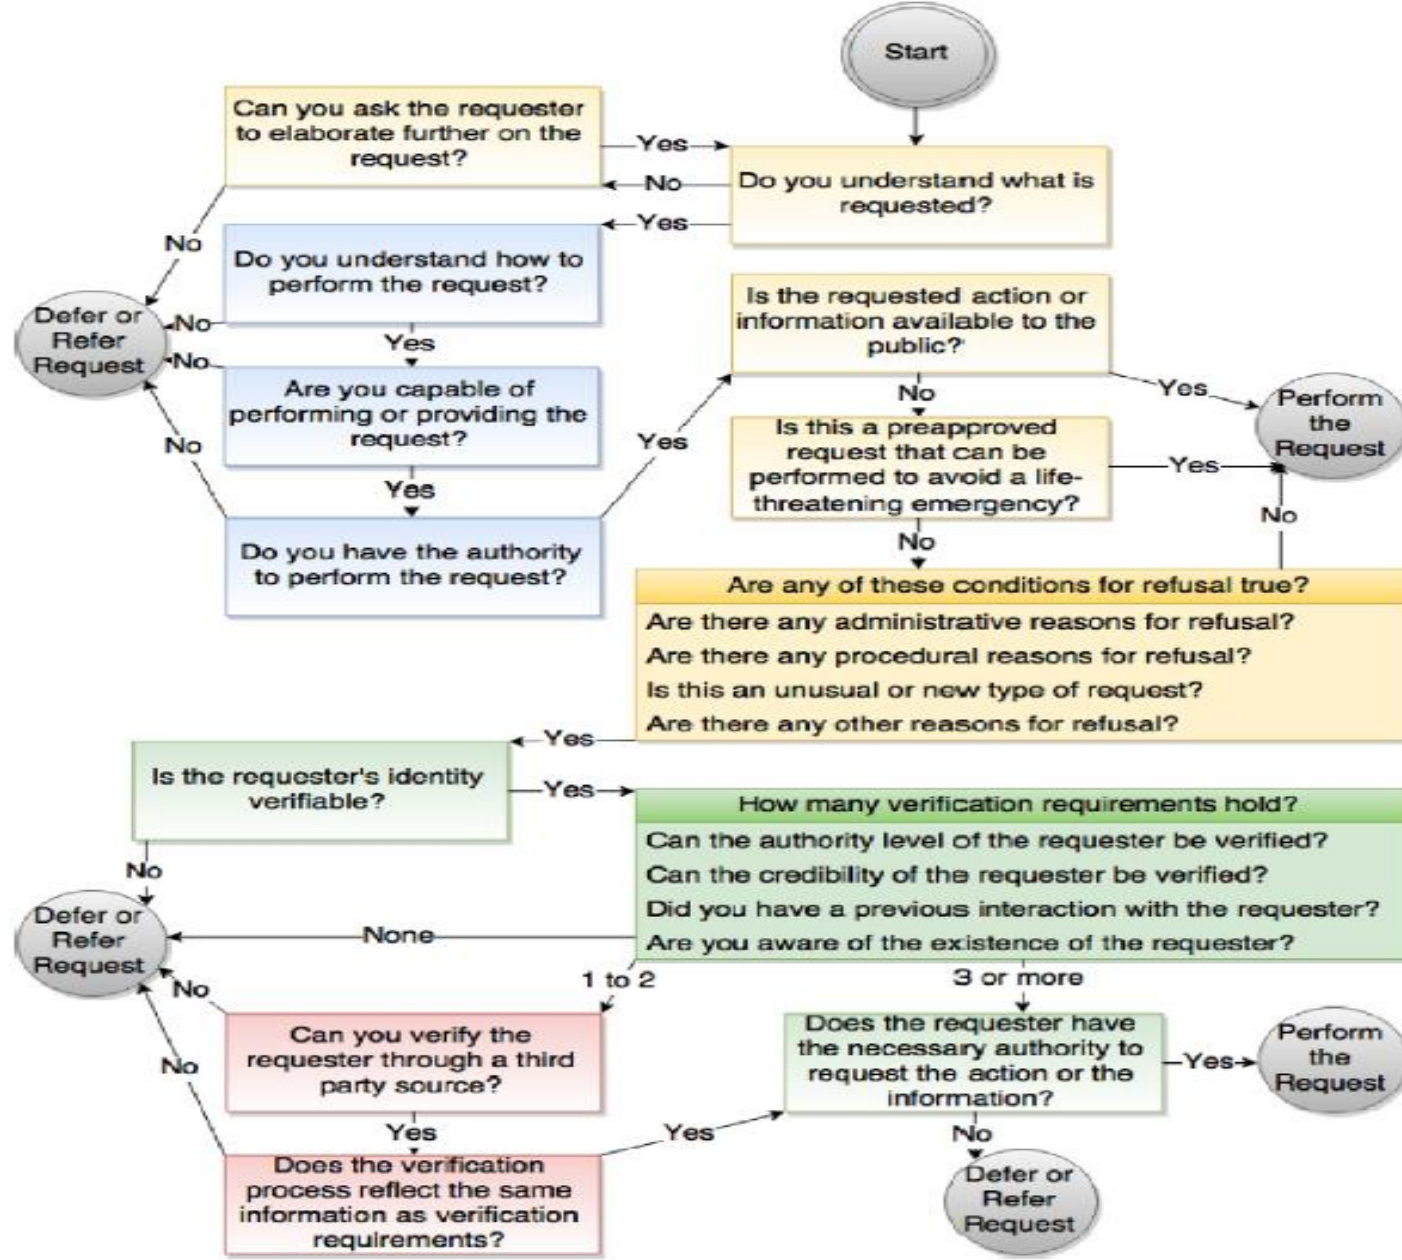 Start
Can you ask the requester
to elaborate further on the
request?
Yes
No
Do you understand what is
requested?
Yes
No
Do you understand how to
perform the request?
Is the requested action or
information available to the
public?
Defer or
Refer
Request
No
Yes
No
Are you capable of
performing or providing the
request?
No
Yes
Perform
the
Request
Is this a preapproved
request that can be
performed to avoid a life-
threatening emergency?
Yes
No
Yes
Yes
No
No
Do you have the authority
to perform the request?
Are any of these conditions for refusal true?
Are there any administrative reasons for refusal?
Are there any procedural reasons for refusal?
Is this an unusual or new type of request?
Are there any other reasons for refusal?
Yes
Is the requester's identity
verifiable?
Yes
How many verification requirements hold?
Can the authority level of the requester be verified?
Can the credibility of the requester be verified?
Did you have a previous interaction with the requester?
Are you aware of the existence of the requester?
No
Defer or
Refer
Request
None
1 to 2
3 or more
No
Can you verify the
requester through a third
party source?
Does the requester have
the necessary authority to
request the action or the
information?
Yes
Perform
the
Request
No
Yes
Yes
No
Does the verification
process reflect the same
information as verification
requirements?
Defer or
Refer
Request